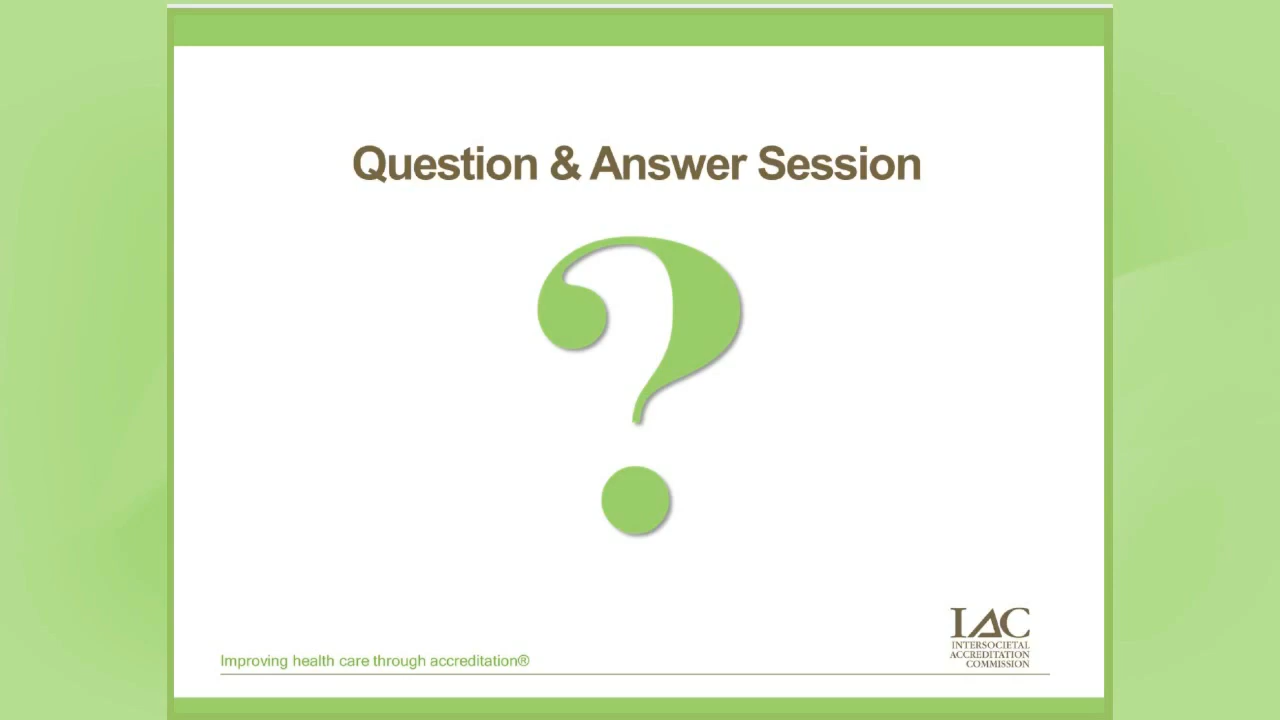 Question & Answer Session
?
IAC
INTERSOCIETAL
ACCREDITATION
COMMISSION
Improving health care through accreditation®